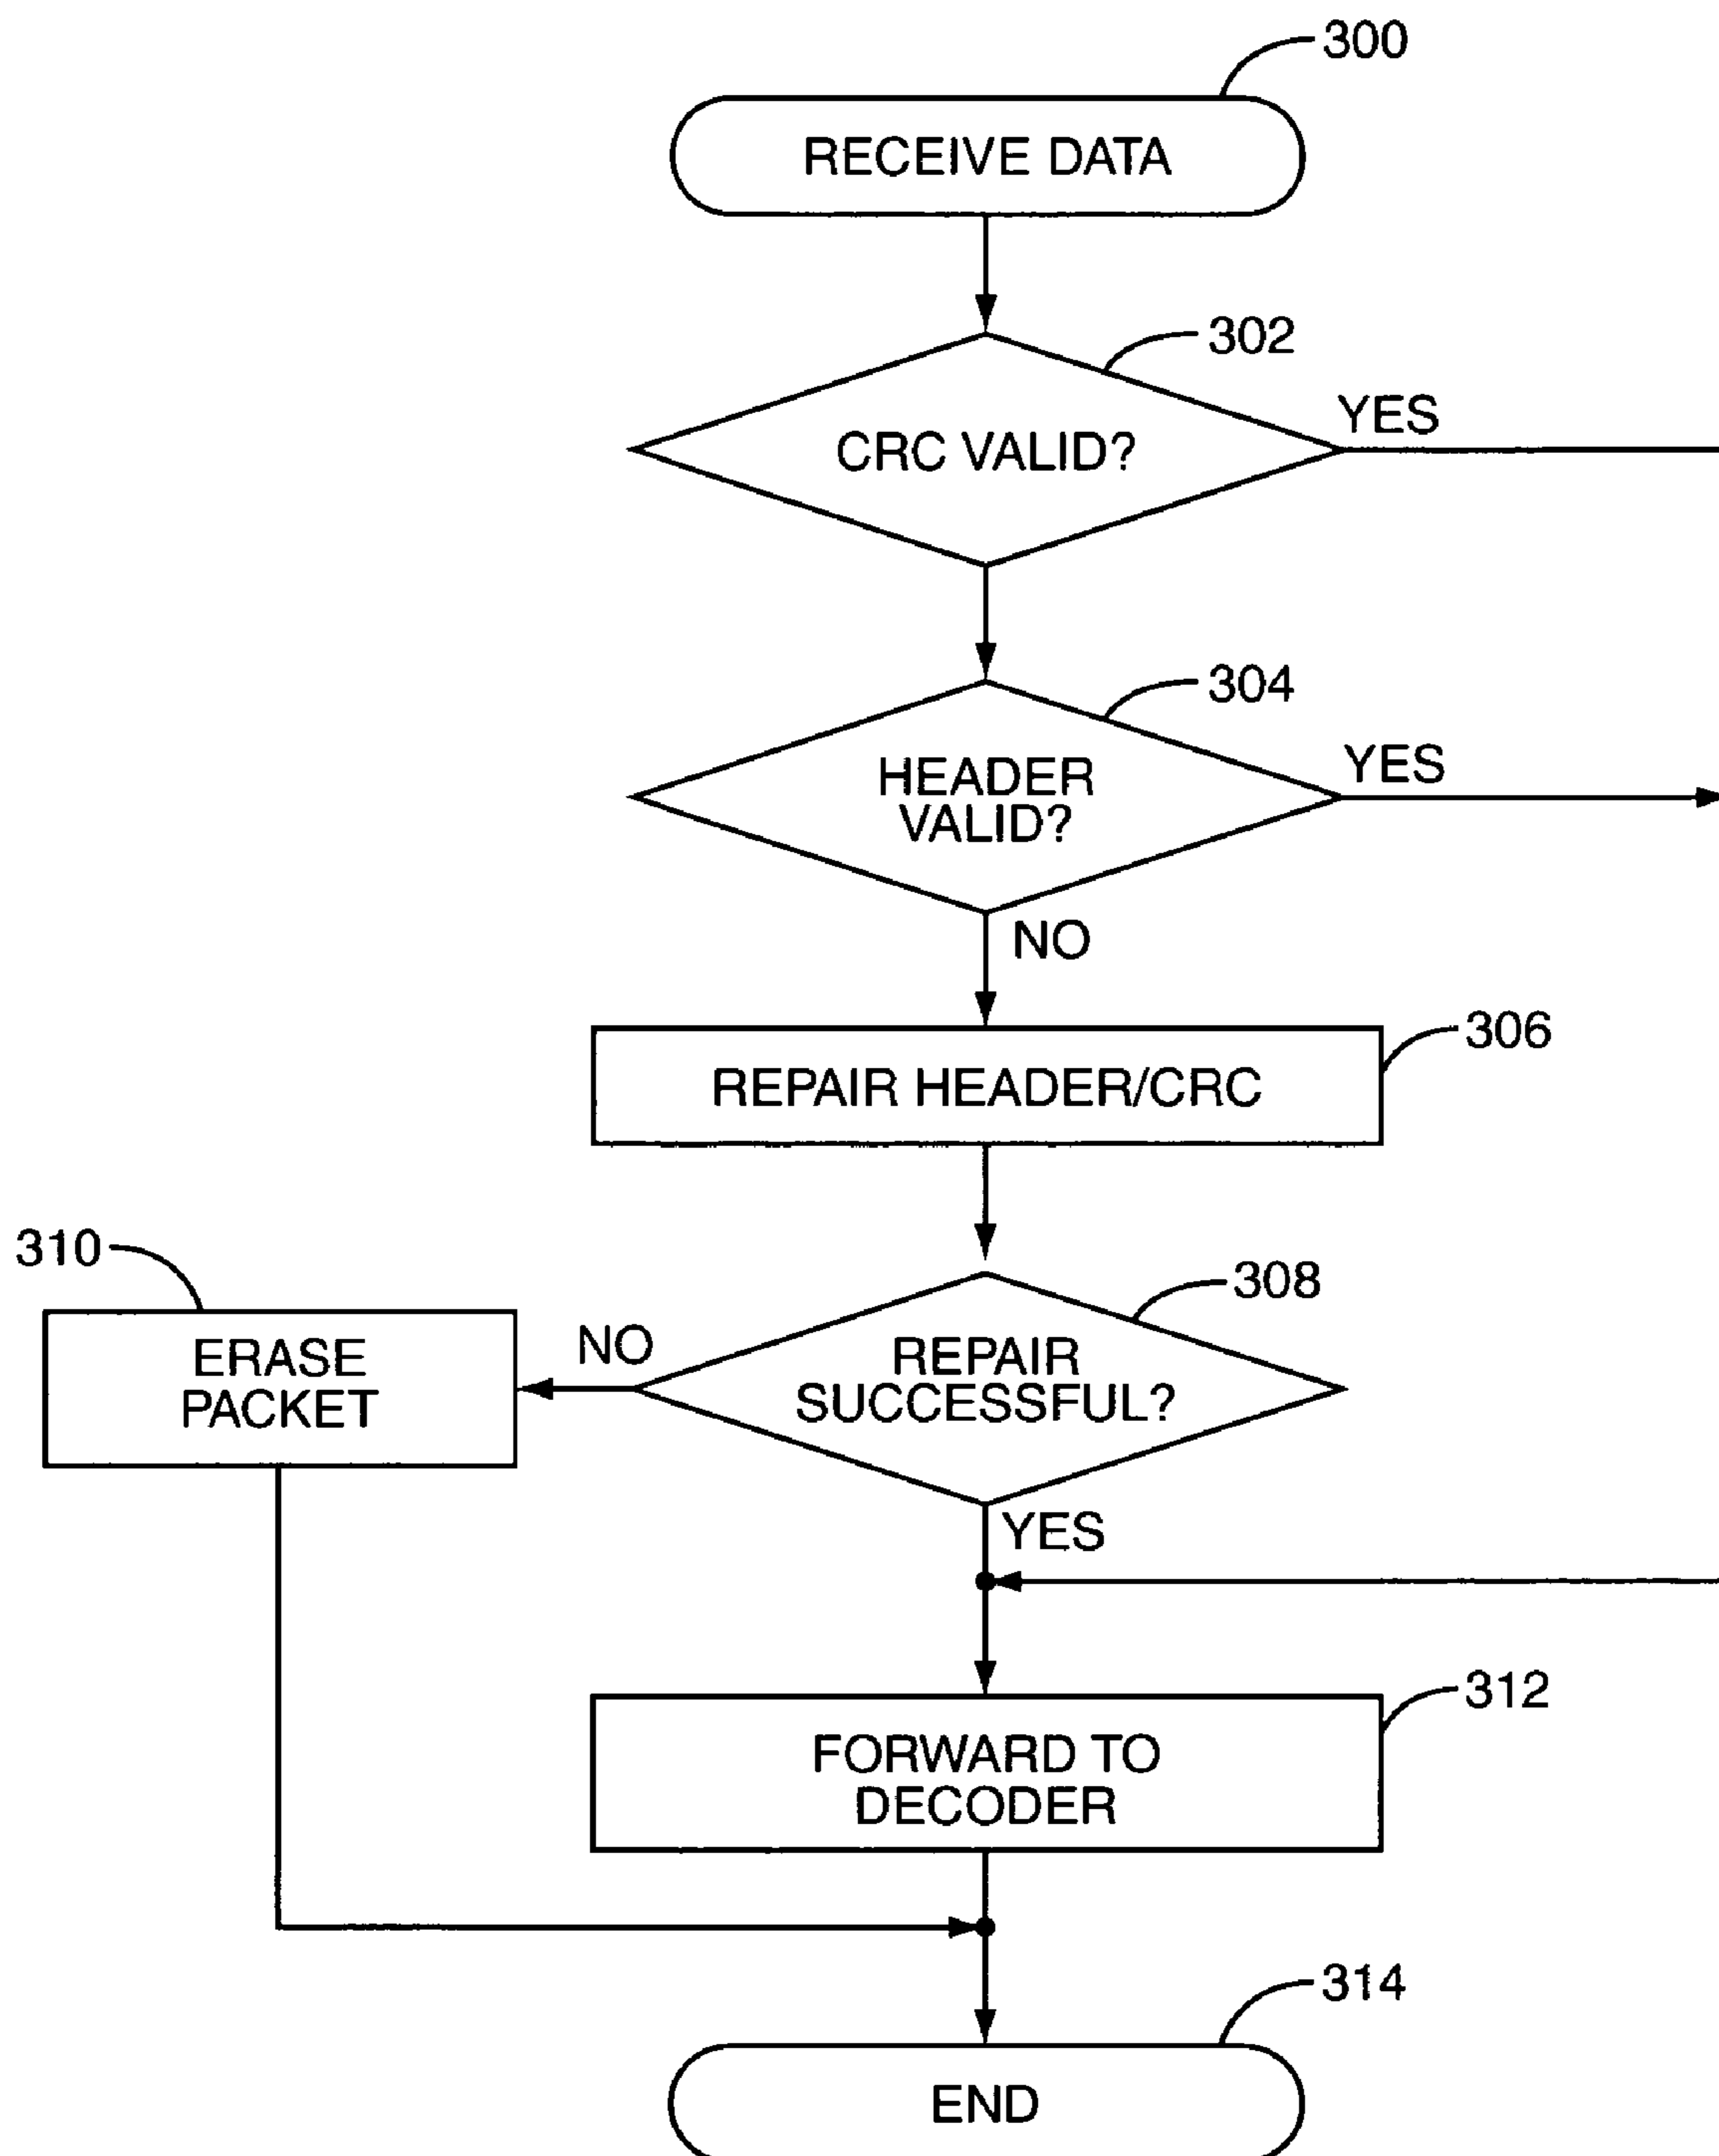 300
RECEIVE DATA
302
YES
CRC VALID?
304
YES
HEADER
VALID?
NO
306
REPAIR HEADER/CRC
310
308
ERASE
PACKET
NO
REPAIR
SUCCESSFUL?
YES
312
FORWARD TO
DECODER
314
END